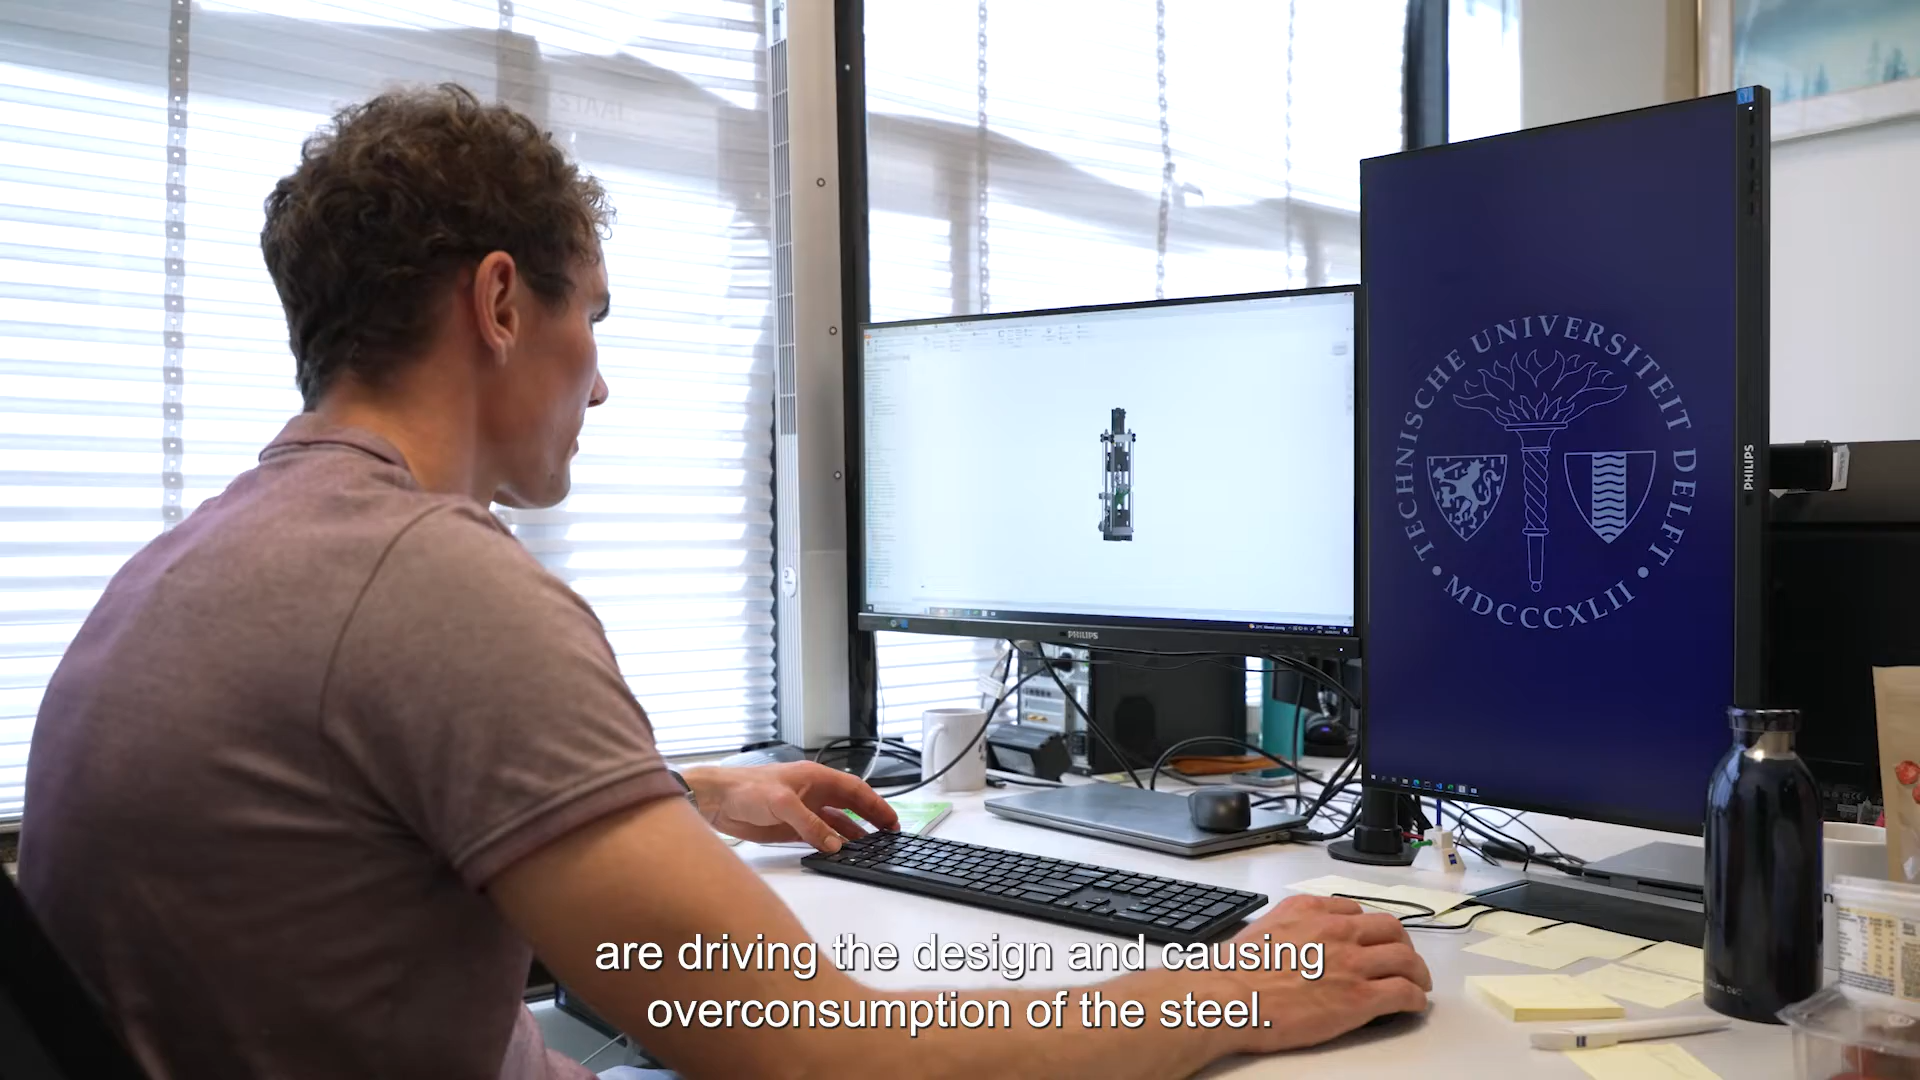 TECHNISCHE UNIVERSITEIT DELFT
• MDCCCXLII •
PHILIPS
PHILIPS
are driving the design and causing
overconsumption of the steel.